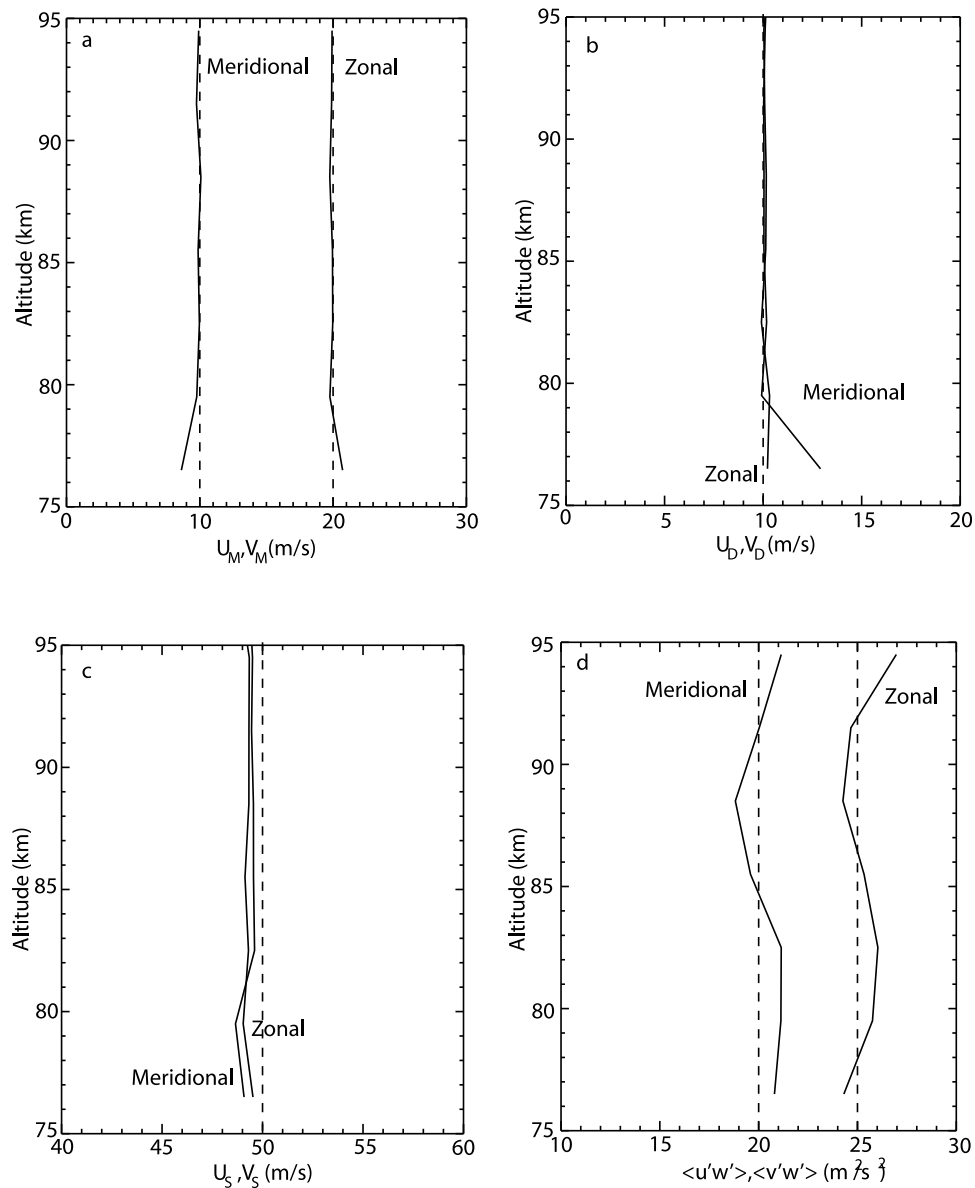 95
a
Meridional
Zonal
90
85
80
75
Altitude (km)
0
10
20
30
U_M,V_M(m/s)
95
b
90
85
80
75
Altitude (km)
Meridional
Zonal
0
5
10
15
20
U_D,V_D(m/s)
95
c
90
85
80
75
Altitude (km)
Zonal
Meridional
40
45
50
55
60
U_S,V_S(m/s)
95
d
Meridional
Zonal
90
85
80
75
Altitude (km)
10
15
20
25
30
<u'w'>,<v'w'> (m²/s²)